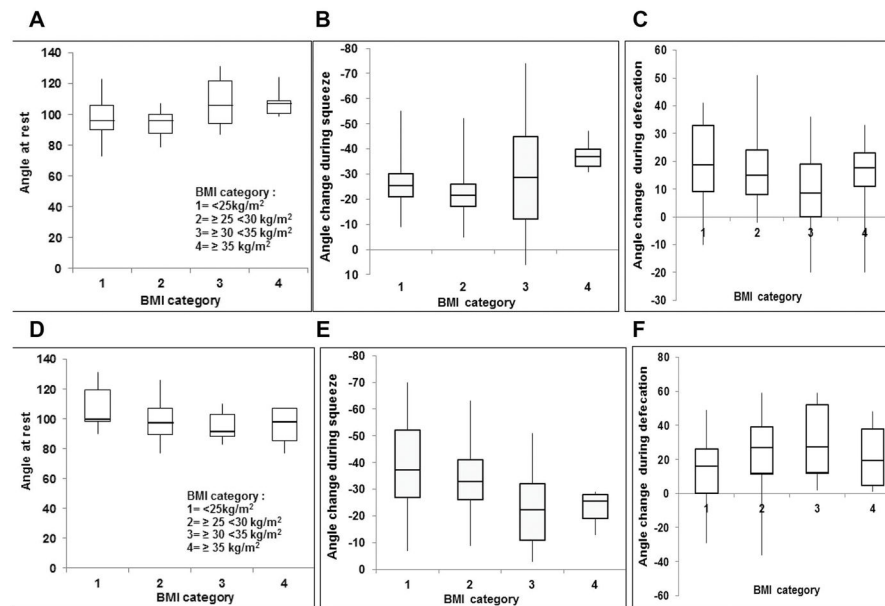 A
Angle at rest
140
120
100
80
60
40
20
0
BMI category :
1= <25kg/m²
2= ≥ 25 <30 kg/m²
3= ≥ 30 <35 kg/m²
4= ≥ 35 kg/m²
1 2 3 4
BMI category
B
Angle change during squeeze
-80
-70
-60
-50
-40
-30
-20
-10
0
10
1 2 3 4
BMI category
C
Angle change during defecation
60
50
40
30
20
10
0
-10
-20
-30
1 2 3 4
BMI category
D
Angle at rest
140
120
100
80
60
40
20
0
BMI category :
1= <25kg/m²
2= ≥ 25 <30 kg/m²
3= ≥ 30 <35 kg/m²
4= ≥ 35 kg/m²
1 2 3 4
BMI category
E
Angle change during squeeze
-80
-70
-60
-50
-40
-30
-20
-10
0
1 2 3 4
BMI category
F
Angle change during defecation
80
60
40
20
0
-20
-40
-60
1 2 3 4
BMI category